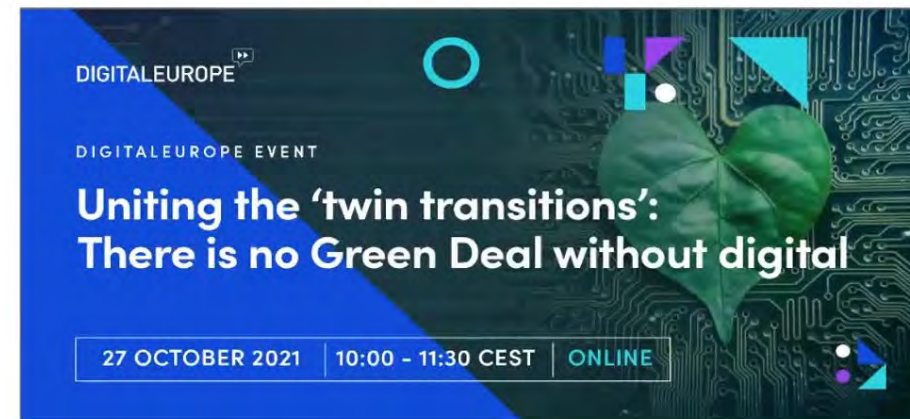 DIGITALEUROPE
DIGITALEUROPE EVENT
Uniting the ‘twin transitions’:
There is no Green Deal without digital
27 OCTOBER 2021 | 10:00 - 11:30 CEST | ONLINE